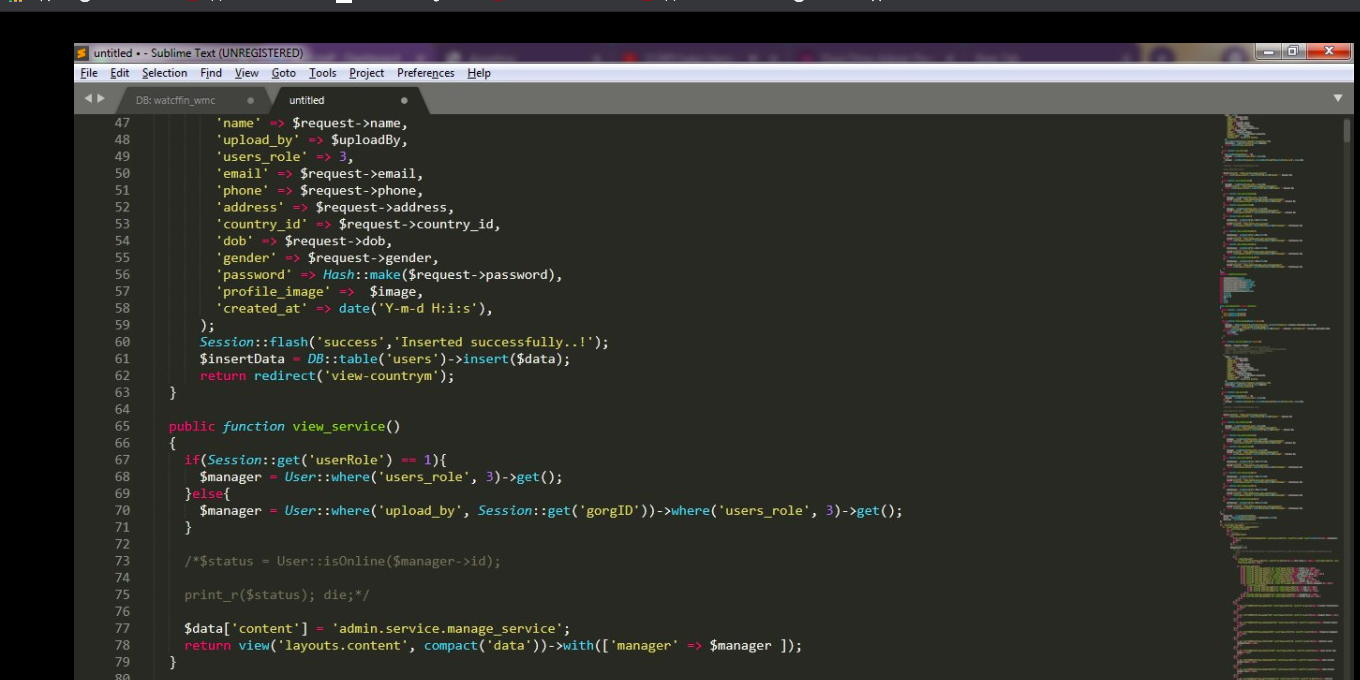 untitled • - Sublime Text (UNREGISTERED)
File Edit Selection Find View Goto Tools Project Preferences Help
DB: watcffin_wmc untitled
47 'name' => $request->name,
48 'upload_by' => $uploadBy,
49 'users_role' => 3,
50 'email' => $request->email,
51 'phone' => $request->phone,
52 'address' => $request->address,
53 'country_id' => $request->country_id,
54 'dob' => $request->dob,
55 'gender' => $request->gender,
56 'password' => Hash::make($request->password),
57 'profile_image' =>  $image,
58 'created_at' => date('Y-m-d H:i:s'),
59 );
60 Session::flash('success','Inserted successfully..!');
61 $insertData = DB::table('users')->insert($data);
62 return redirect('view-countrym');
63 }
64
65 public function view_service()
66 {
67 if(Session::get('userRole') == 1){
68 $manager = User::where('users_role', 3)->get();
69 }else{
70 $manager = User::where('upload_by', Session::get('gorgID'))->where('users_role', 3)->get();
71 }
72
73 /*$status = User::isOnline($manager->id);
74
75 print_r($status); die;*/
76
77 $data['content'] = 'admin.service.manage_service';
78 return view('layouts.content', compact('data'))->with(['manager' => $manager ]);
79 }
80